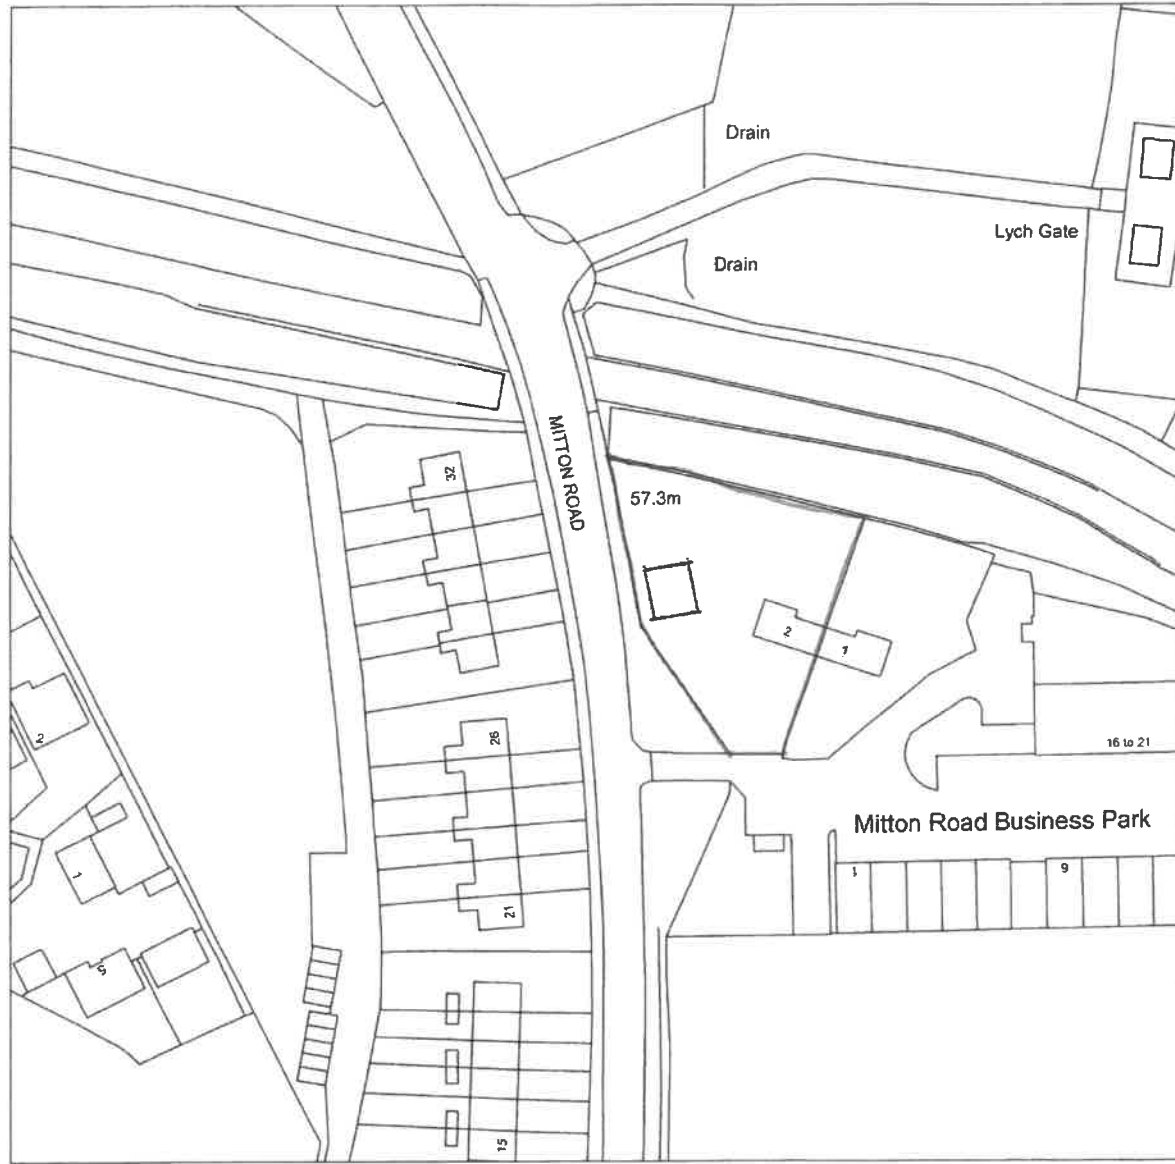 Drain
Lych Gate
Drain
MITTON ROAD
32
57.3m
2
1
26
2
16 to 21
Mitton Road Business Park
1
9
1
21
5
15